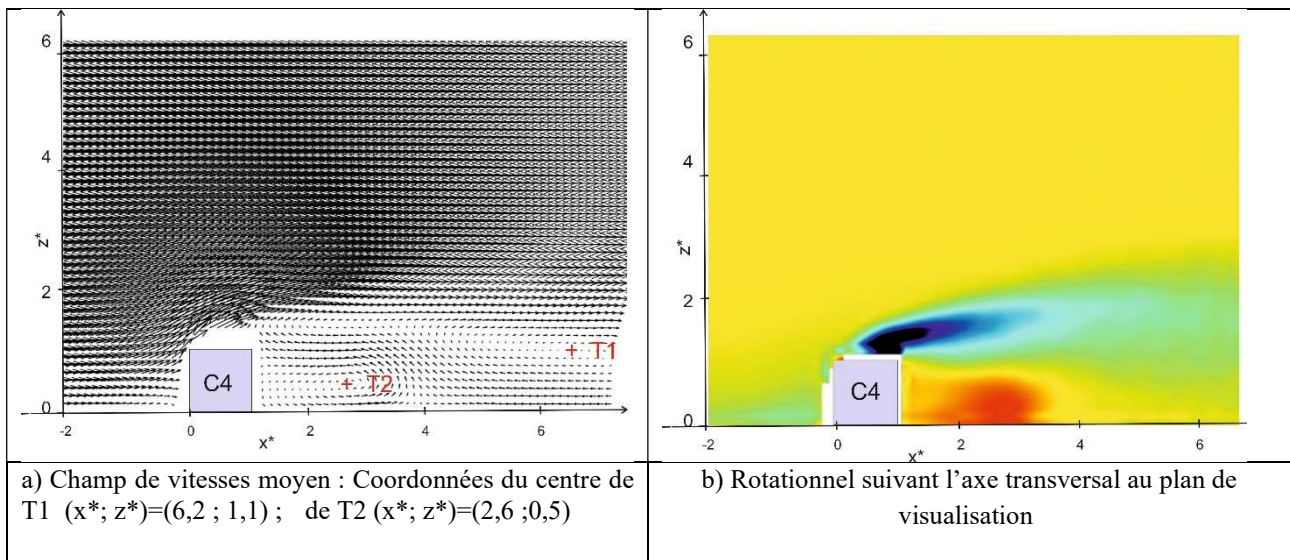 6
4
z*
2
0
-2
0
2
4
6
x*
C4
+ T1
+ T2
6
4
z*
2
0
-2
0
2
4
6
x*
C4
a) Champ de vitesses moyen : Coordonnées du centre de
T1 (x*; z*)=(6,2 ; 1,1) ; de T2 (x*; z*)=(2,6 ;0,5)
b) Rotationnel suivant l’axe transversal au plan de
visualisation